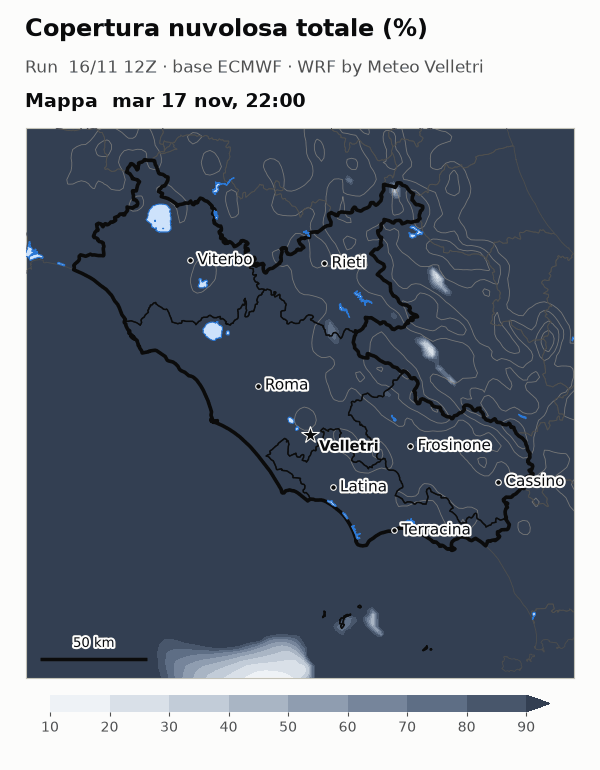 Copertura nuvolosa totale (%)
Run 16/11 12Z · base ECMWF · WRF by Meteo Velletri
Mappa mar 17 nov, 22:00
Viterbo
Rieti
Roma
Velletri
Frosinone
Cassino
Latina
Terracina
50 km
10 20 30 40 50 60 70 80 90